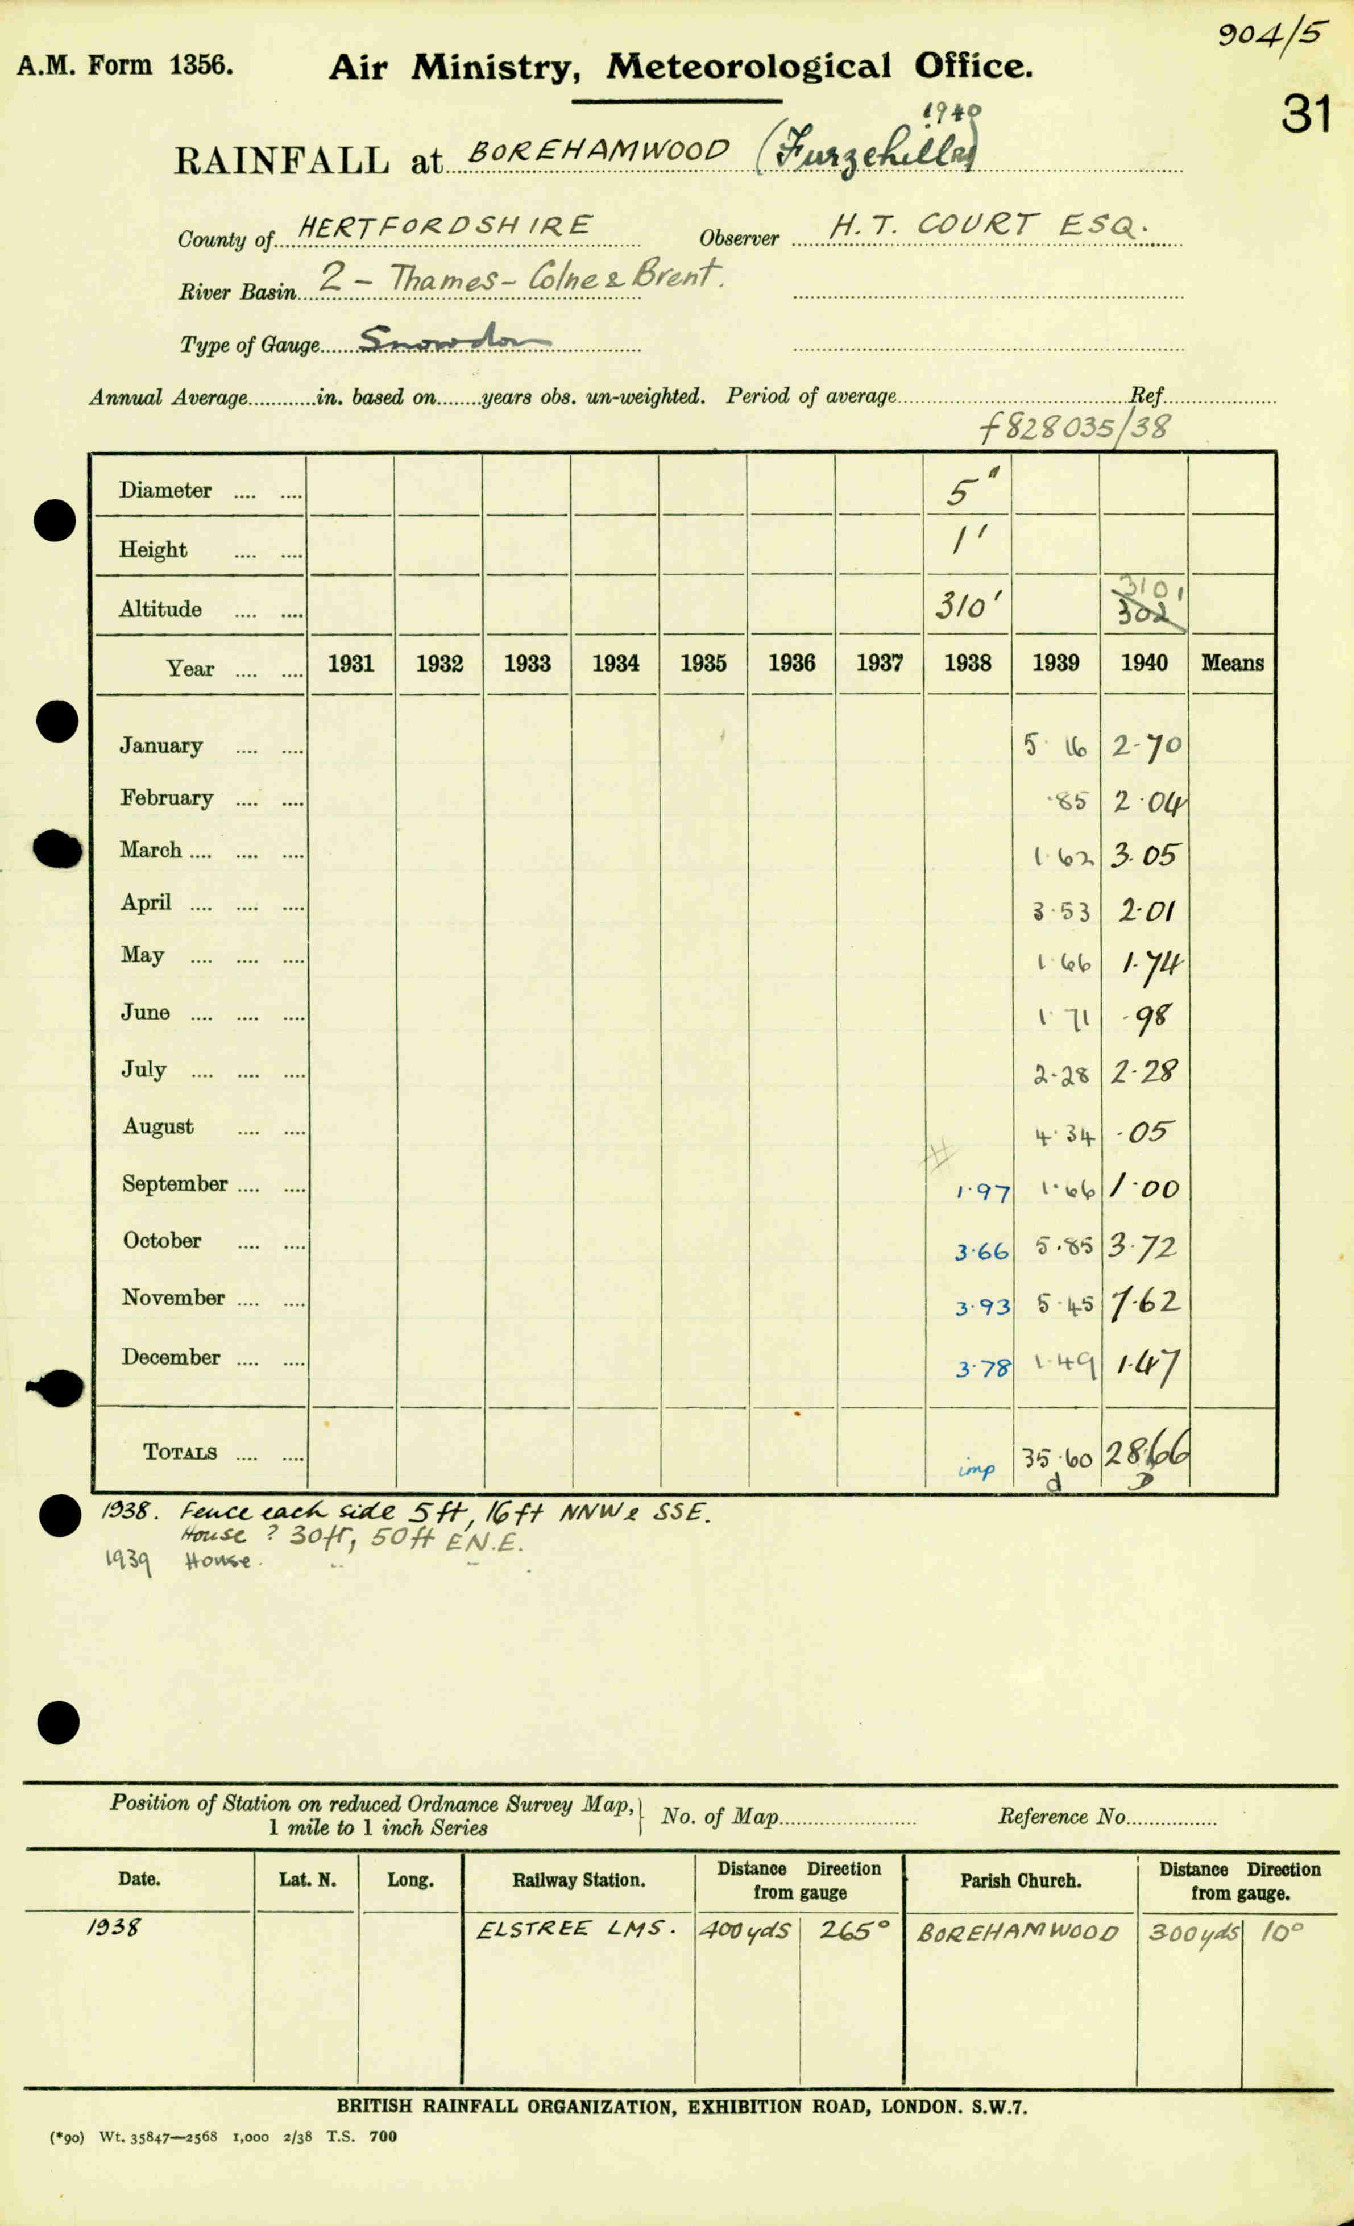 904/5
A.M. Form 1356. Air Ministry, Meteorological Office.
31
1940
RAINFALL at BOREHAMWOOD (Furzehill Rd)
County of HERTFORDSHIRE Observer H. T. COURT ESQ.
River Basin 2 – Thames – Colne & Brent.
Type of Gauge Snowdon
Annual Average in. based on years obs. un-weighted. Period of average Ref.
f828035/38
Diameter 5"
Height 1'
Altitude 310' 310' 302
Year 1931 1932 1933 1934 1935 1936 1937 1938 1939 1940 Means
January 5.16 2.70
February .85 2.04
March 1.62 3.05
April 3.53 2.01
May 1.66 1.74
June 1.71 .98
July 2.28 2.28
August 4.34 .05
September 1.97 1.66 1.00
October 3.66 5.85 3.72
November 3.93 5.45 7.62
December 3.78 1.49 1.47
TOTALS imp 35.60 28.66
d D
1938. Fence each side 5 ft, 16 ft NNW & SSE.
House ? 30ft, 50ft E.N.E.
1939 House. " "
Position of Station on reduced Ordnance Survey Map, } No. of Map Reference No.
1 mile to 1 inch Series
Date. Lat. N. Long. Railway Station. Distance Direction from gauge Parish Church. Distance Direction from gauge.
1938 ELSTREE LMS. 400 yds 265° BOREHAMWOOD 300 yds 10°
BRITISH RAINFALL ORGANIZATION, EXHIBITION ROAD, LONDON. S.W.7.
(*90) Wt. 35847—2568 1,000 2/38 T.S. 700